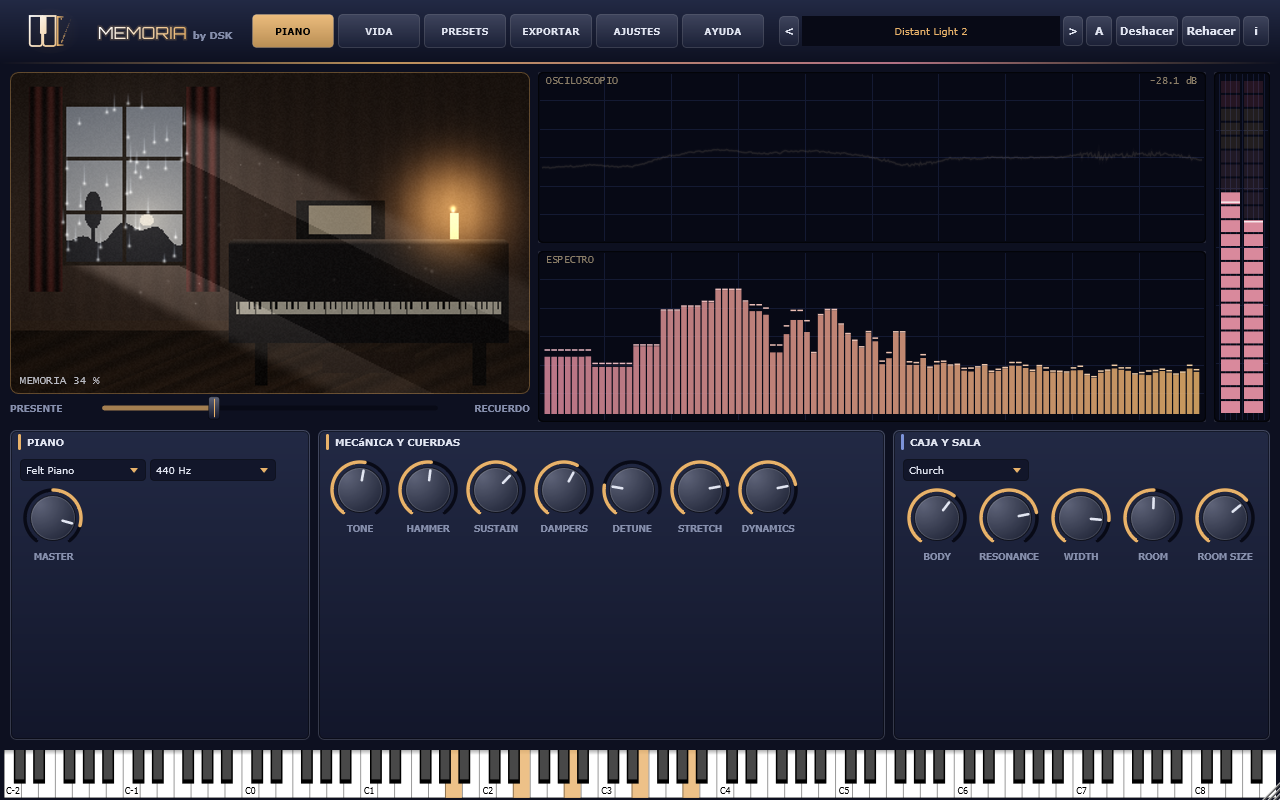 MEMORIA by DSK
PIANO
VIDA
PRESETS
EXPORTAR
AJUSTES
AYUDA
<
Distant Light 2
>
A
Deshacer
Rehacer
i
OSCILOSCOPIO
-28.1 dB
ESPECTRO
MEMORIA 34 %
PRESENTE
RECUERDO
PIANO
Felt Piano
440 Hz
MASTER
MECáNICA Y CUERDAS
TONE
HAMMER
SUSTAIN
DAMPERS
DETUNE
STRETCH
DYNAMICS
CAJA Y SALA
Church
BODY
RESONANCE
WIDTH
ROOM
ROOM SIZE
C-2
C-1
C0
C1
C2
C3
C4
C5
C6
C7
C8